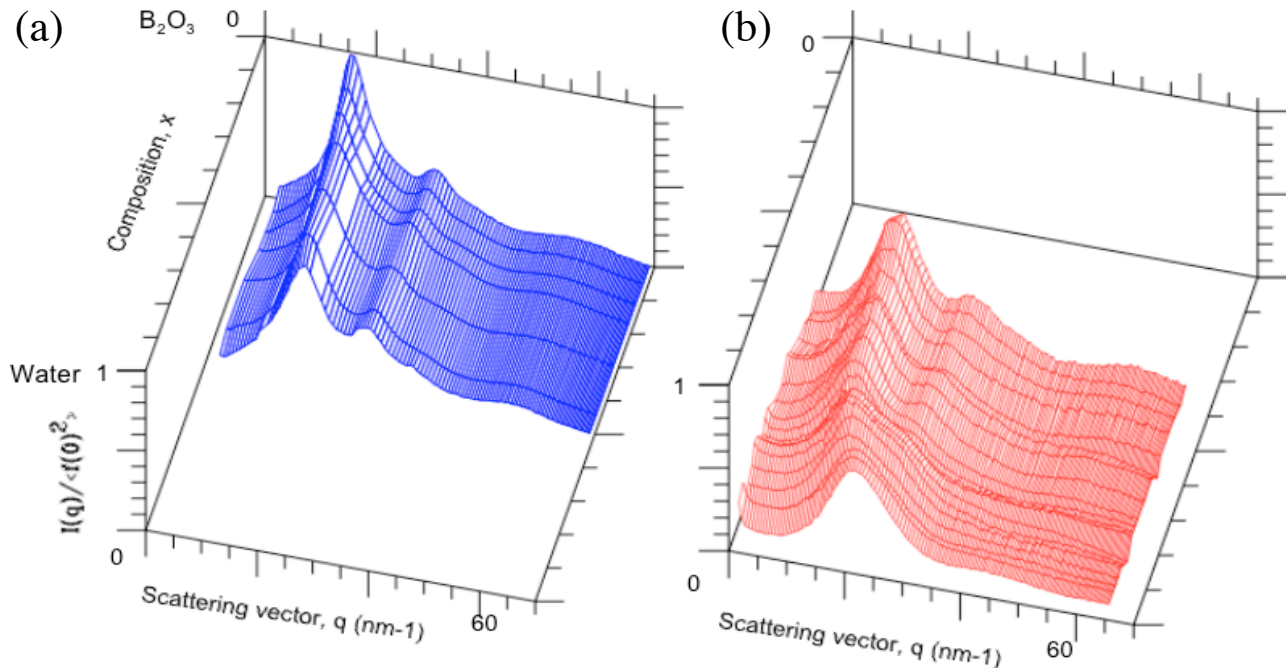 (a)
B₂O₃
0
Composition, x
Water
1
I(q)/<f(0)²>
0
Scattering vector, q (nm-1)
60
(b)
0
1
0
Scattering vector, q (nm-1)
60